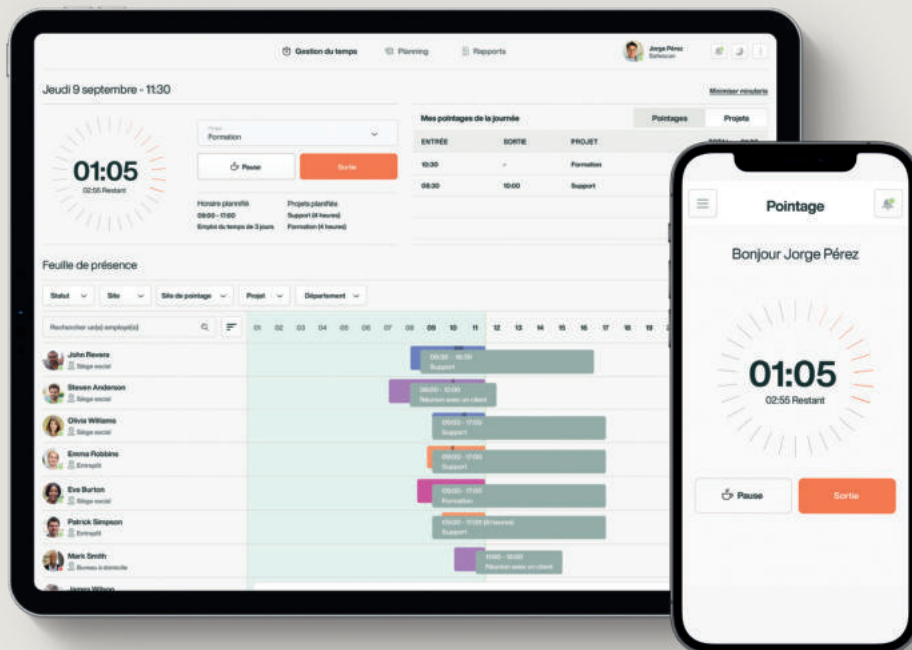 Gestion du temps
Planning
Rapports
Jorge Pérez
Safescan
Jeudi 9 septembre - 11:30
Minimiser minuterie
01:05
02:55 Restant
Projet
Formation
Pause
Sortie
Horaire plannifié
09:00 - 17:00
Emploi du temps de 3 jours
Projets planifiés
Support (4 heures)
Formation (4 heures)
Mes pointages de la journée
Pointages
Projets
ENTRÉE SORTIE PROJET
10:30 - Formation
08:30 10:00 Support
Feuille de présence
Statut
Site
Site de pointage
Projet
Département
Rechercher un(e) employé(e)
01 02 03 04 05 06 07 08 09 10 11 12 13 14 15 16 17 18 19
John Revera
Siège social
Support
Steven Anderson
Siège social
Réunion avec un client
Olivia Williams
Siège social
09:00 - 17:00
Support
Emma Robbins
Entrepôt
09:00 - 17:00
Support
Eva Burton
Siège social
09:00 - 17:00
Formation
Patrick Simpson
Entrepôt
Support
Mark Smith
Bureau à domicile
Réunion avec un client
James Wilson
Pointage
Bonjour Jorge Pérez
01:05
02:55 Restant
Pause
Sortie